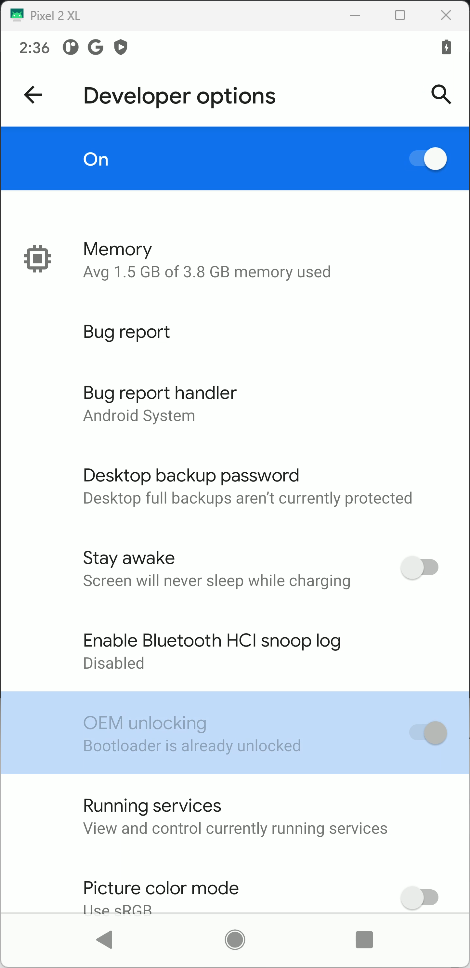 Pixel 2 XL
2:36
Developer options
On
Memory
Avg 1.5 GB of 3.8 GB memory used
Bug report
Bug report handler
Android System
Desktop backup password
Desktop full backups aren't currently protected
Stay awake
Screen will never sleep while charging
Enable Bluetooth HCI snoop log
Disabled
OEM unlocking
Bootloader is already unlocked
Running services
View and control currently running services
Picture color mode
Use sRGB